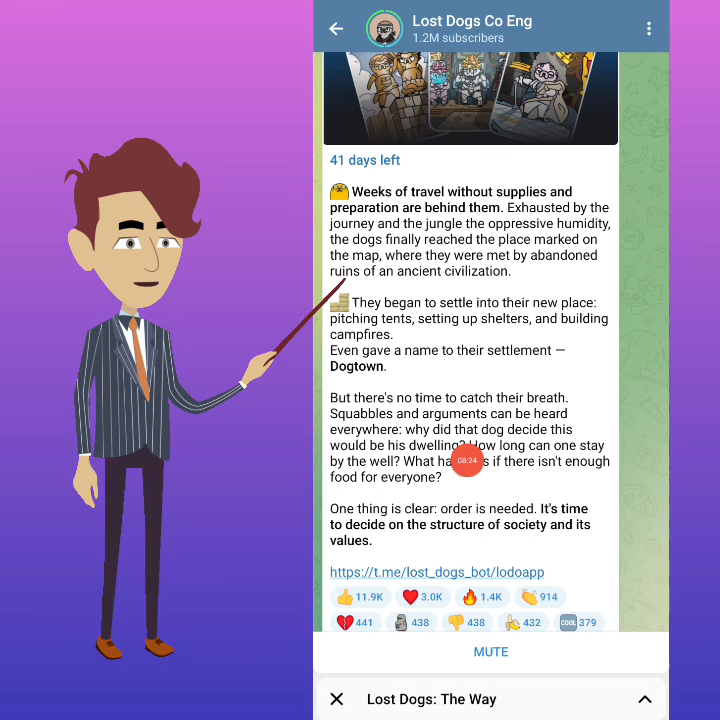 Lost Dogs Co Eng
1.2M subscribers
41 days left
Weeks of travel without supplies and
preparation are behind them. Exhausted by the
journey and the jungle the oppressive humidity,
the dogs finally reached the place marked on
the map, where they were met by abandoned
ruins of an ancient civilization.
They began to settle into their new place:
pitching tents, setting up shelters, and building
campfires.
Even gave a name to their settlement —
Dogtown.
But there's no time to catch their breath.
Squabbles and arguments can be heard
everywhere: why did that dog decide this
would be his dwelling? How long can one stay
by the well? What if there isn't enough
08:24
food for everyone?
One thing is clear: order is needed. It's time
to decide on the structure of society and its
values.
https://t.me/lost_dogs_bot/lodoapp
11.9K 3.0K 1.4K 914
441 438 438 432 COOL 379
MUTE
Lost Dogs: The Way